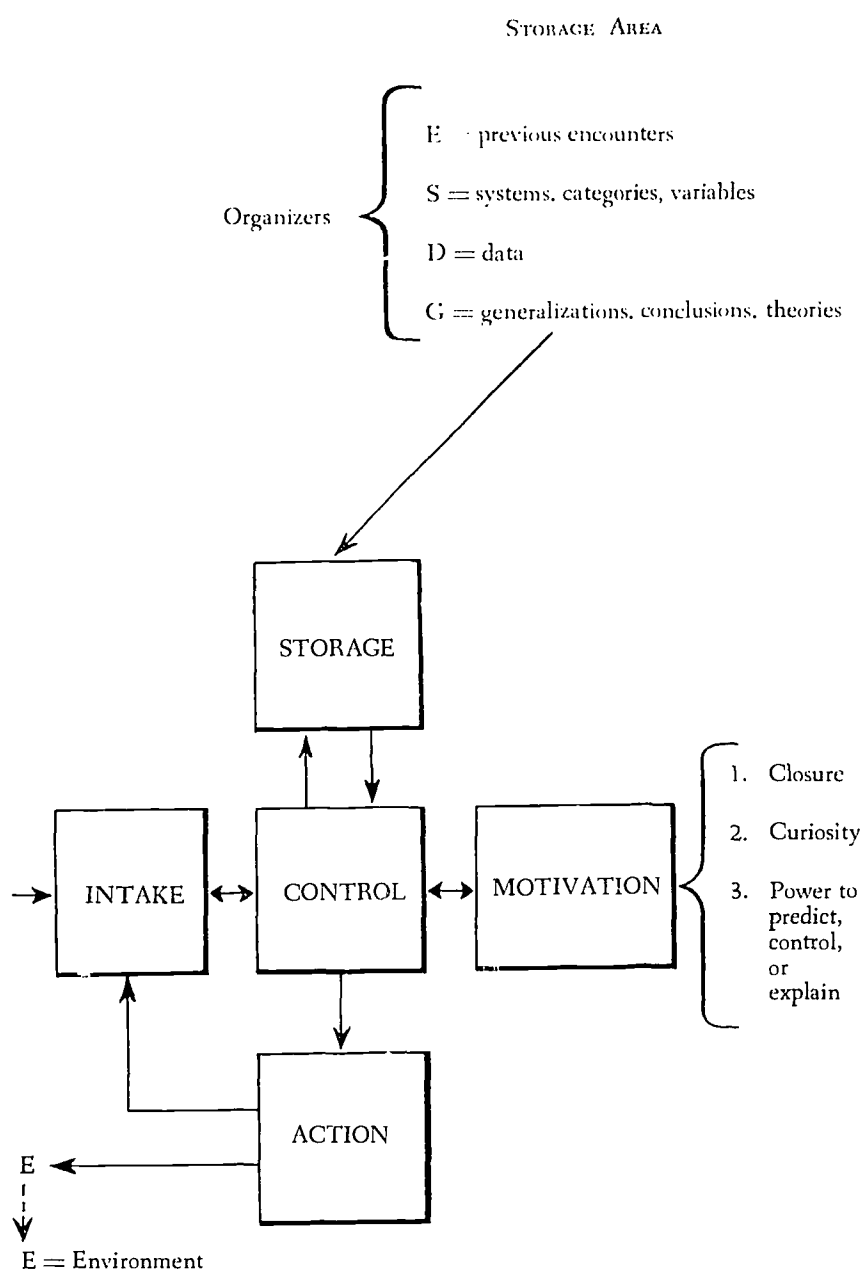 STORAGE AREA
Organizers
E - previous encounters
S = systems. categories, variables
D = data
G = generalizations. conclusions. theories
STORAGE
INTAKE
CONTROL
MOTIVATION
1. Closure
2. Curiosity
3. Power to
predict,
control,
or
explain
ACTION
E
E = Environment